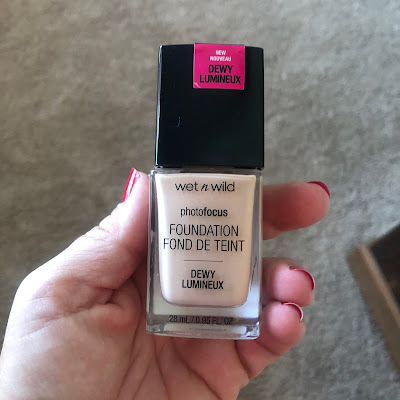 NEW
NOUVEAU
DEWY
LUMINEUX
wet n wild
photofocus
FOUNDATION
FOND DE TEINT
DEWY
LUMINEUX
28 mL / 0.95 FL. OZ